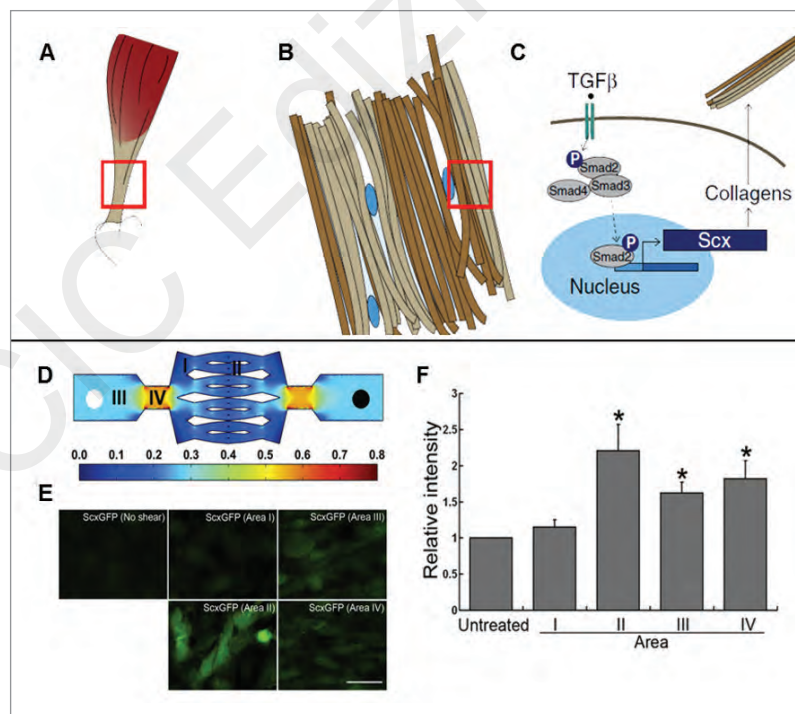 CIC Edizi
A
B
C
TGFβ
P
Smad2
Smad4
Smad3
Collagens
Scx
P
Smad2
Nucleus
D
I
II
III
IV
0.0 0.1 0.2 0.3 0.4 0.5 0.6 0.7 0.8
E
ScxGFP (No shear)
ScxGFP (Area I)
ScxGFP (Area III)
ScxGFP (Area II)
ScxGFP (Area IV)
F
Relative intensity
3
2.5
2
1.5
1
0.5
0
*
*
*
Untreated
I
II
III
IV
Area